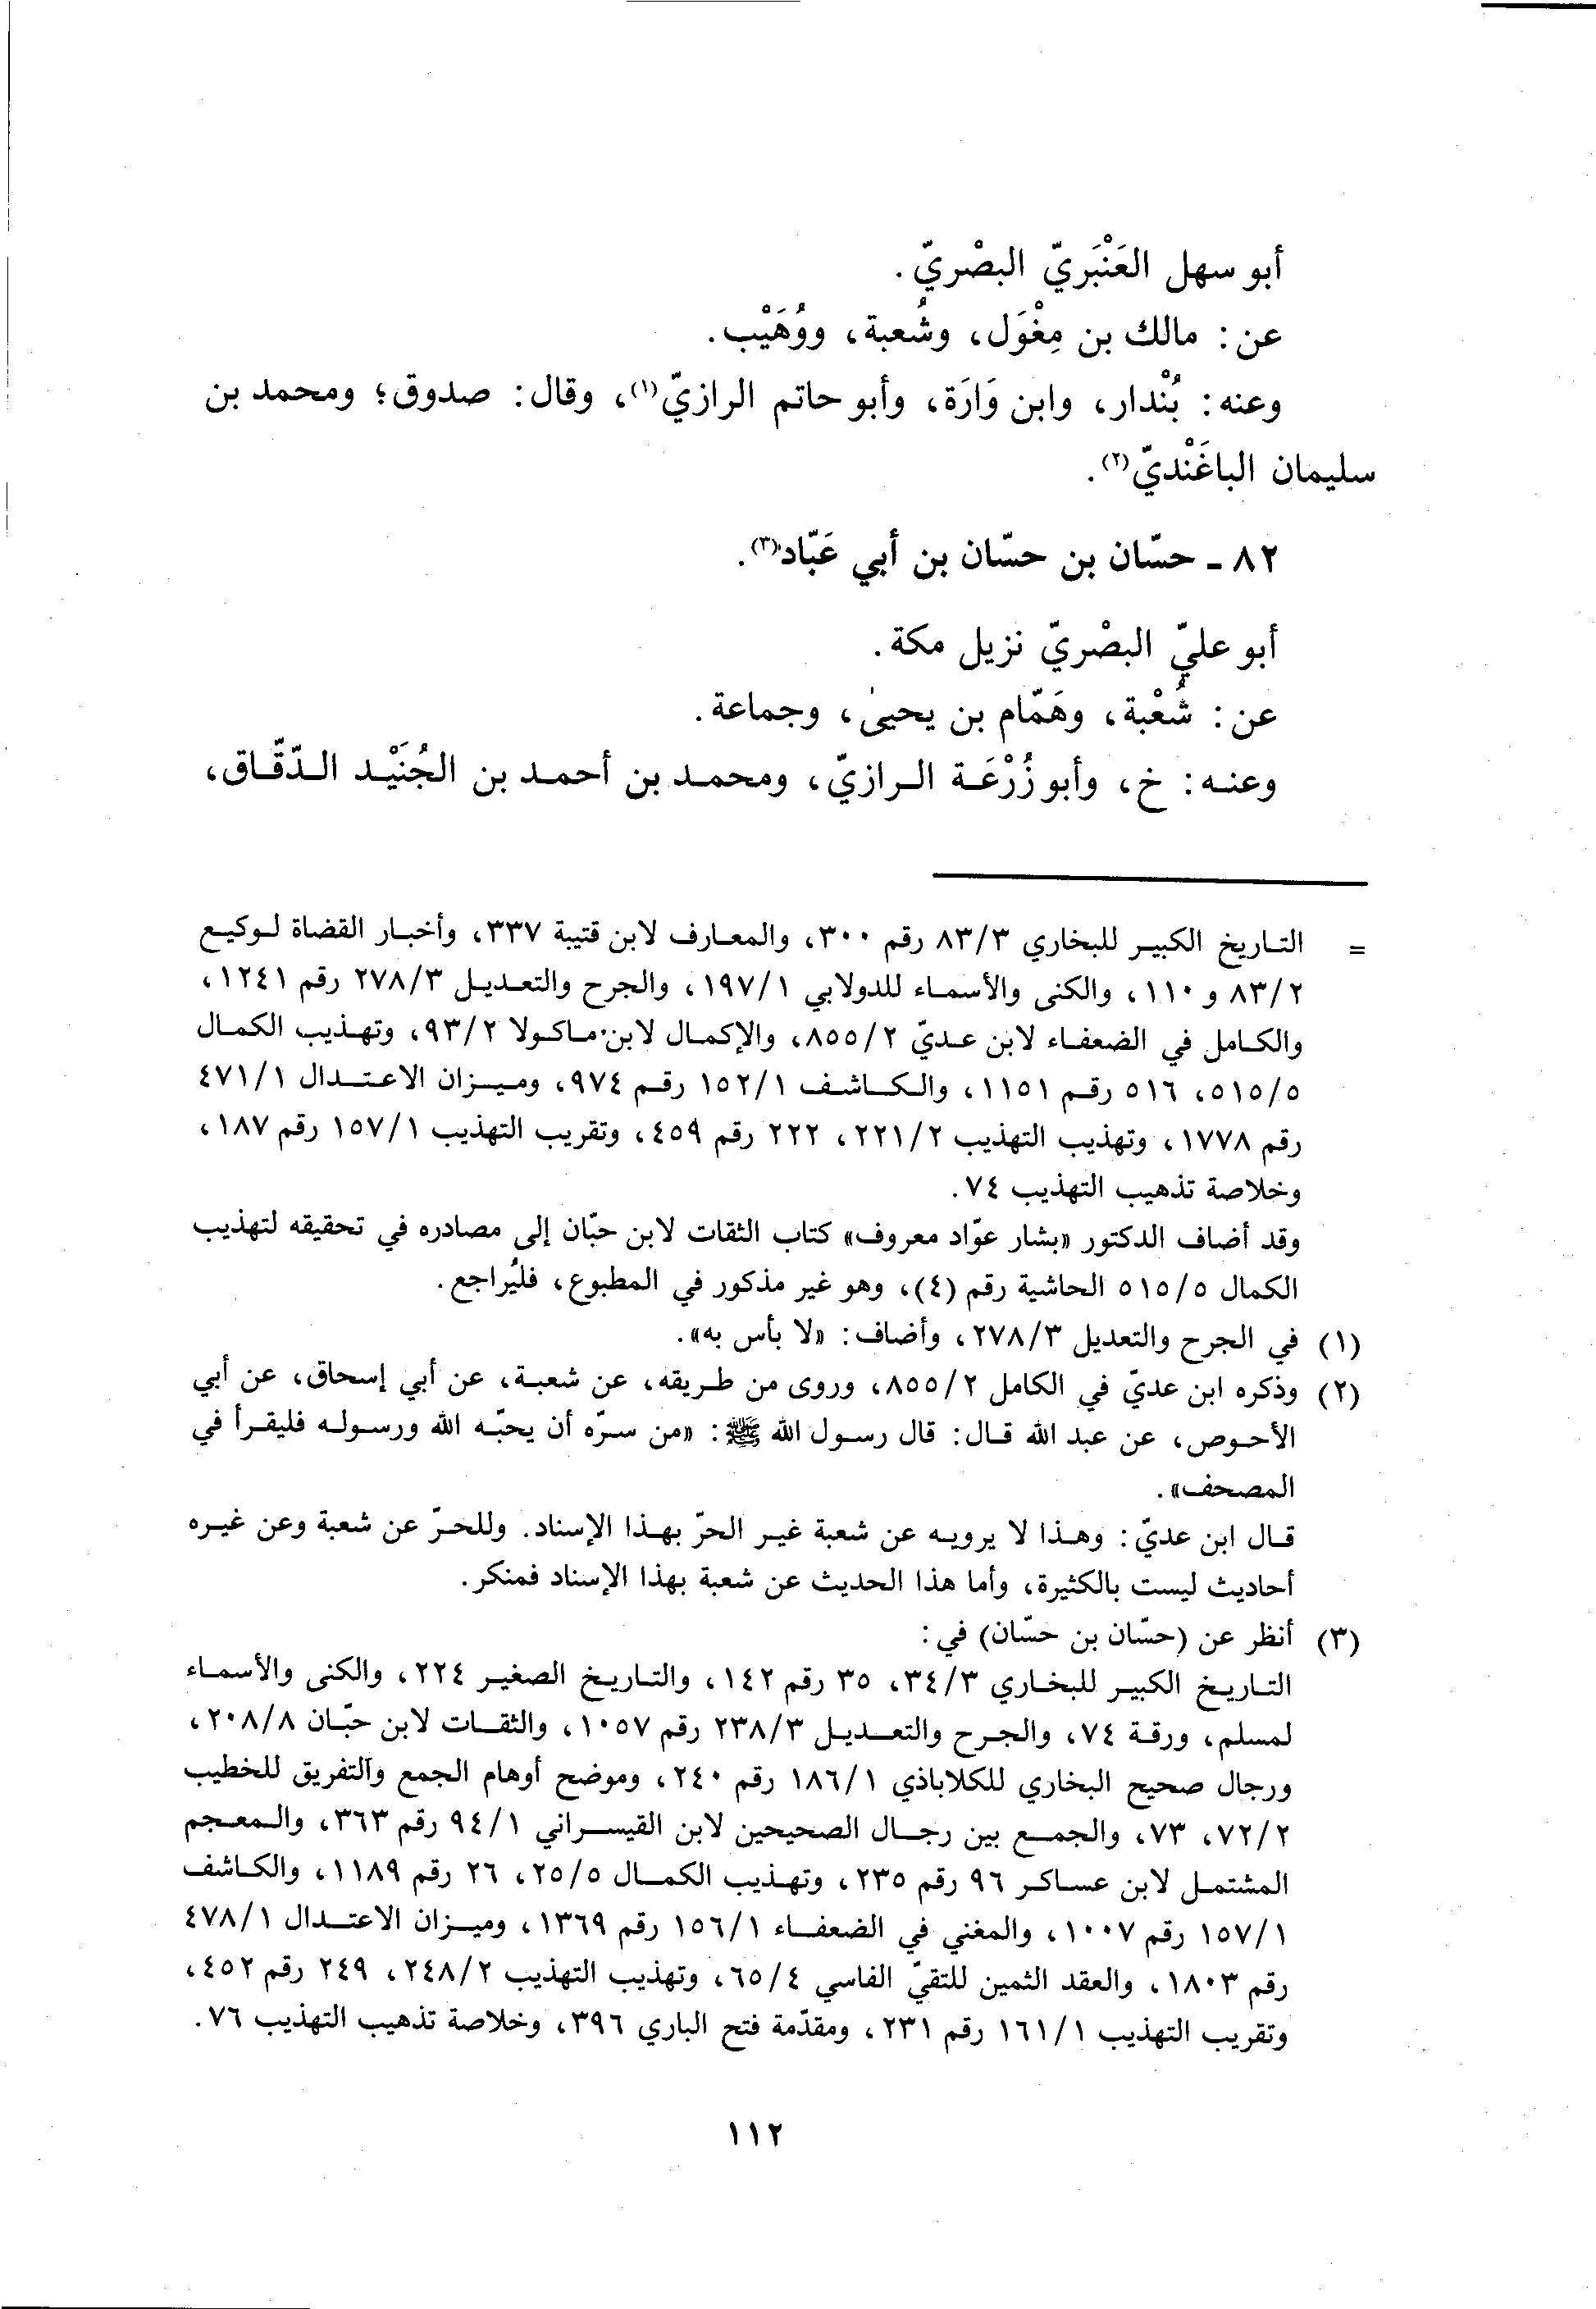 أبو سهل العَنْبَريّ البصْريّ.
عن: مالك بن مِغْوَل، وشُعبة، ووُهَيْب.
وعنه: بُنْدار، وابن وَارَة، وأبو حاتم الرازيّ(١)، وقال: صدوق؛ ومحمد بن
سليمان الباغَنْديّ(٢).
٨٢ - حسّان بن حسّان بن أبي عَبّاد(٣).
أبو عليّ البصْريّ نزيل مكة.
عن: شُعْبة، وهَمّام بن يحيىٰ، وجماعة.
وعنه: خ، وأبو زُرْعَة الرازيّ، ومحمد بن أحمد بن الجُنَيْد الدّقّاق،
= التاريخ الكبير للبخاري ٨٣/٣ رقم ٣٠٠، والمعارف لابن قتيبة ٣٣٧، وأخبار القضاة لوكيع
٨٣/٢ و ١١٠، والكنى والأسماء للدولابي ١٩٧/١، والجرح والتعديل ٢٧٨/٣ رقم ١٢٤١،
والكامل في الضعفاء لابن عديّ ٨٥٥/٢، والإكمال لابن ماكولا ٩٣/٢، وتهذيب الكمال
٥١٥/٥، ٥١٦ رقم ١١٥١، والكاشف ١٥٢/١ رقم ٩٧٤، وميزان الاعتدال ٤٧١/١
رقم ١٧٧٨، وتهذيب التهذيب ٢٢١/٢، ٢٢٢ رقم ٤٥٩، وتقريب التهذيب ١٥٧/١ رقم ١٨٧،
وخلاصة تذهيب التهذيب ٧٤.
وقد أضاف الدكتور «بشار عوّاد معروف» كتاب الثقات لابن حبّان إلى مصادره في تحقيقه لتهذيب
الكمال ٥١٥/٥ الحاشية رقم (٤)، وهو غير مذكور في المطبوع، فليُراجع.
(١) في الجرح والتعديل ٢٧٨/٣، وأضاف: «لا بأس به».
(٢) وذكره ابن عديّ في الكامل ٨٥٥/٢، وروى من طريقه، عن شعبة، عن أبي إسحاق، عن أبي
الأحوص، عن عبد الله قال: قال رسول الله ﷺ: «من سرّه أن يحبّه الله ورسوله فليقرأ في
المصحف».
قال ابن عديّ: وهذا لا يرويه عن شعبة غير الحرّ بهذا الإسناد. وللحرّ عن شعبة وعن غيره
أحاديث ليست بالكثيرة، وأما هذا الحديث عن شعبة بهذا الإسناد فمنكر.
(٣) أنظر عن (حسّان بن حسّان) في:
التاريخ الكبير للبخاري ٣٤/٣، ٣٥ رقم ١٤٢، والتاريخ الصغير ٢٢٤، والكنى والأسماء
لمسلم، ورقة ٧٤، والجرح والتعديل ٢٣٨/٣ رقم ١٠٥٧، والثقات لابن حبّان ٢٠٨/٨،
ورجال صحيح البخاري للكلاباذي ١٨٦/١ رقم ٢٤٠، وموضح أوهام الجمع والتفريق للخطيب
٧٢/٢، ٧٣، والجمع بين رجال الصحيحين لابن القيسراني ٩٤/١ رقم ٣٦٣، والمعجم
المشتمل لابن عساكر ٩٦ رقم ٢٣٥، وتهذيب الكمال ٢٥/٥، ٢٦ رقم ١١٨٩، والكاشف
١٥٧/١ رقم ١٠٠٧، والمغني في الضعفاء ١٥٦/١ رقم ١٣٦٩، وميزان الاعتدال ٤٧٨/١
رقم ١٨٠٣، والعقد الثمين للتقيّ الفاسي ٦٥/٤، وتهذيب التهذيب ٢٤٨/٢، ٢٤٩ رقم ٤٥٢،
وتقريب التهذيب ١٦١/١ رقم ٢٣١، ومقدّمة فتح الباري ٣٩٦، وخلاصة تذهيب التهذيب ٧٦.
١١٢